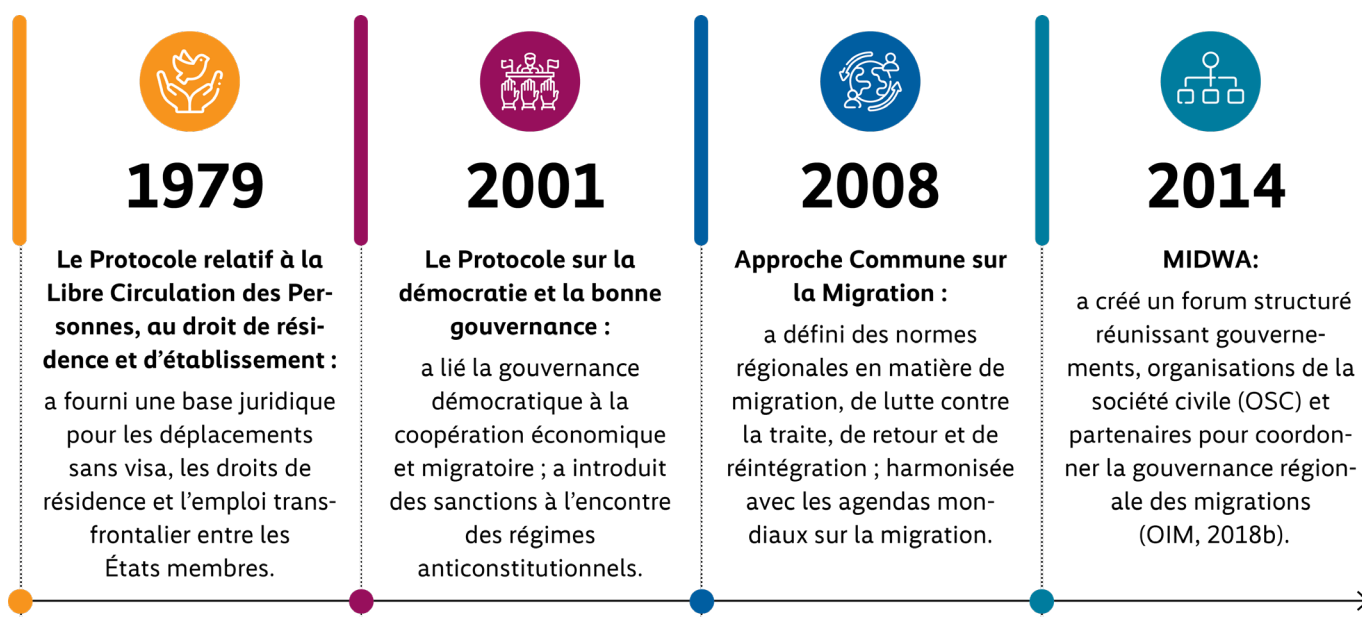 1979
Le Protocole relatif à la
Libre Circulation des Per-
sonnes, au droit de rési-
dence et d’établissement :
a fourni une base juridique
pour les déplacements
sans visa, les droits de
résidence et l’emploi trans-
frontalier entre les
États membres.
2001
Le Protocole sur la
démocratie et la bonne
gouvernance :
a lié la gouvernance
démocratique à la
coopération économique
et migratoire ; a introduit
des sanctions à l’encontre
des régimes
anticonstitutionnels.
2008
Approche Commune sur
la Migration :
a défini des normes
régionales en matière de
migration, de lutte contre
la traite, de retour et de
réintégration ; harmonisée
avec les agendas mon-
diaux sur la migration.
2014
MIDWA:
a créé un forum structuré
réunissant gouverne-
ments, organisations de la
société civile (OSC) et
partenaires pour coordon-
ner la gouvernance région-
ale des migrations
(OIM, 2018b).